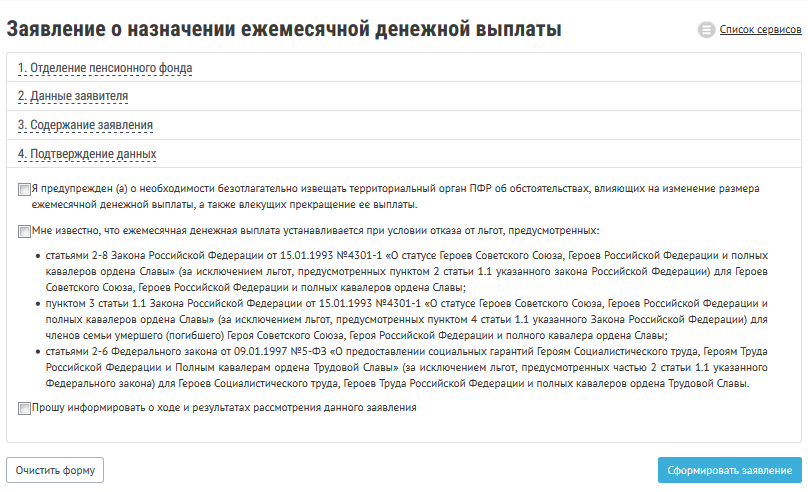 Заявление о назначении ежемесячной денежной выплаты
Список сервисов
1. Отделение пенсионного фонда
2. Данные заявителя
3. Содержание заявления
4. Подтверждение данных
Я предупрежден (а) о необходимости безотлагательно извещать территориальный орган ПФР об обстоятельствах, влияющих на изменение размера
ежемесячной денежной выплаты, а также влекущих прекращение ее выплаты.
Мне известно, что ежемесячная денежная выплата устанавливается при условии отказа от льгот, предусмотренных:
• статьями 2-8 Закона Российской Федерации от 15.01.1993 №4301-1 «О статусе Героев Советского Союза, Героев Российской Федерации и полных
кавалеров ордена Славы» (за исключением льгот, предусмотренных пунктом 2 статьи 1.1 указанного закона Российской Федерации) для Героев
Советского Союза, Героев Российской Федерации и полных кавалеров ордена Славы;
• пунктом 3 статьи 1.1 Закона Российской Федерации от 15.01.1993 №4301-1 «О статусе Героев Советского Союза, Героев Российской Федерации и
полных кавалеров ордена Славы» (за исключением льгот, предусмотренных пунктом 4 статьи 1.1 указанного Закона Российской Федерации) для
членов семьи умершего (погибшего) Героя Советского Союза, Героя Российской Федерации и полного кавалера ордена Славы;
• статьями 2-6 Федерального закона от 09.01.1997 №5-ФЗ «О предоставлении социальных гарантий Героям Социалистического труда, Героям Труда
Российской Федерации и Полным кавалерам ордена Трудовой Славы» (за исключением льгот, предусмотренных частью 2 статьи 1.1 указанного
Федерального закона) для Героев Социалистического труда, Героев Труда Российской Федерации и полных кавалеров ордена Трудовой Славы.
Прошу информировать о ходе и результатах рассмотрения данного заявления
Очистить форму
Сформировать заявление